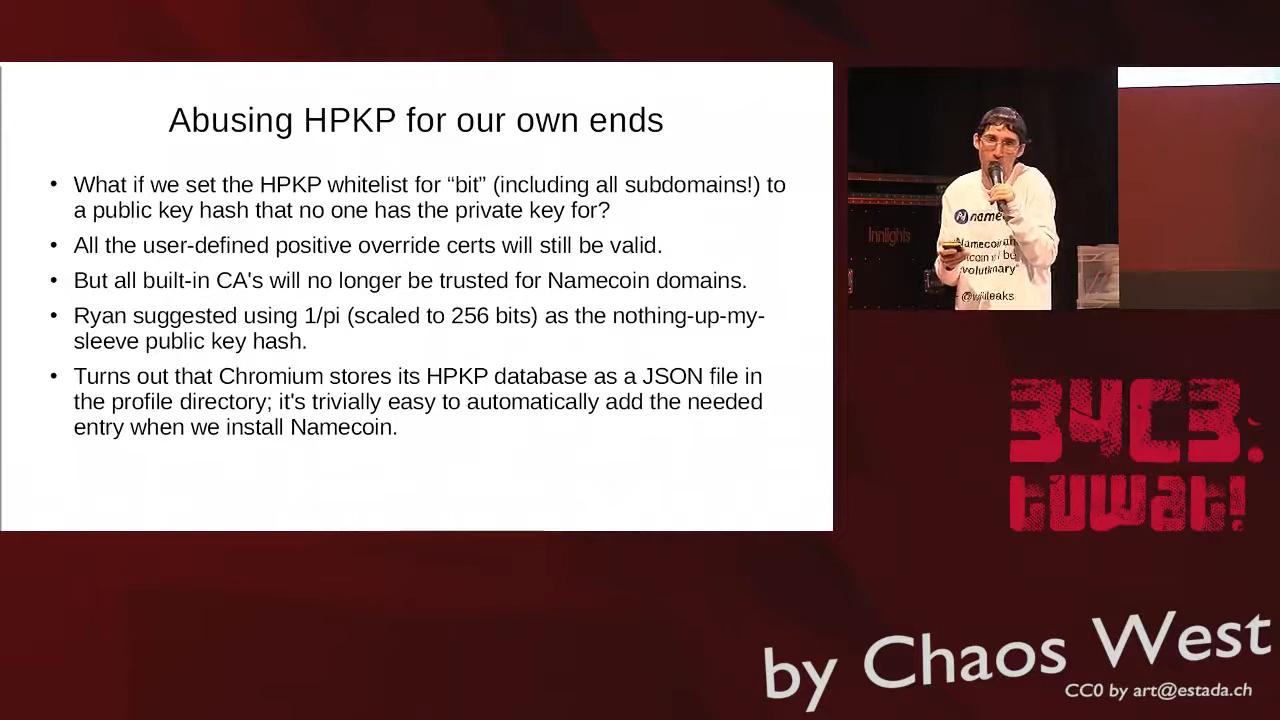 Abusing HPKP for our own ends
• What if we set the HPKP whitelist for “bit” (including all subdomains!) to
a public key hash that no one has the private key for?
• All the user-defined positive override certs will still be valid.
• But all built-in CA's will no longer be trusted for Namecoin domains.
• Ryan suggested using 1/pi (scaled to 256 bits) as the nothing-up-my-
sleeve public key hash.
• Turns out that Chromium stores its HPKP database as a JSON file in
the profile directory; it's trivially easy to automatically add the needed
entry when we install Namecoin.
Innlights
name
"Namecoin
be
- @wikileaks
34C3:
tuwat!
by Chaos West
CC0 by art@estada.ch